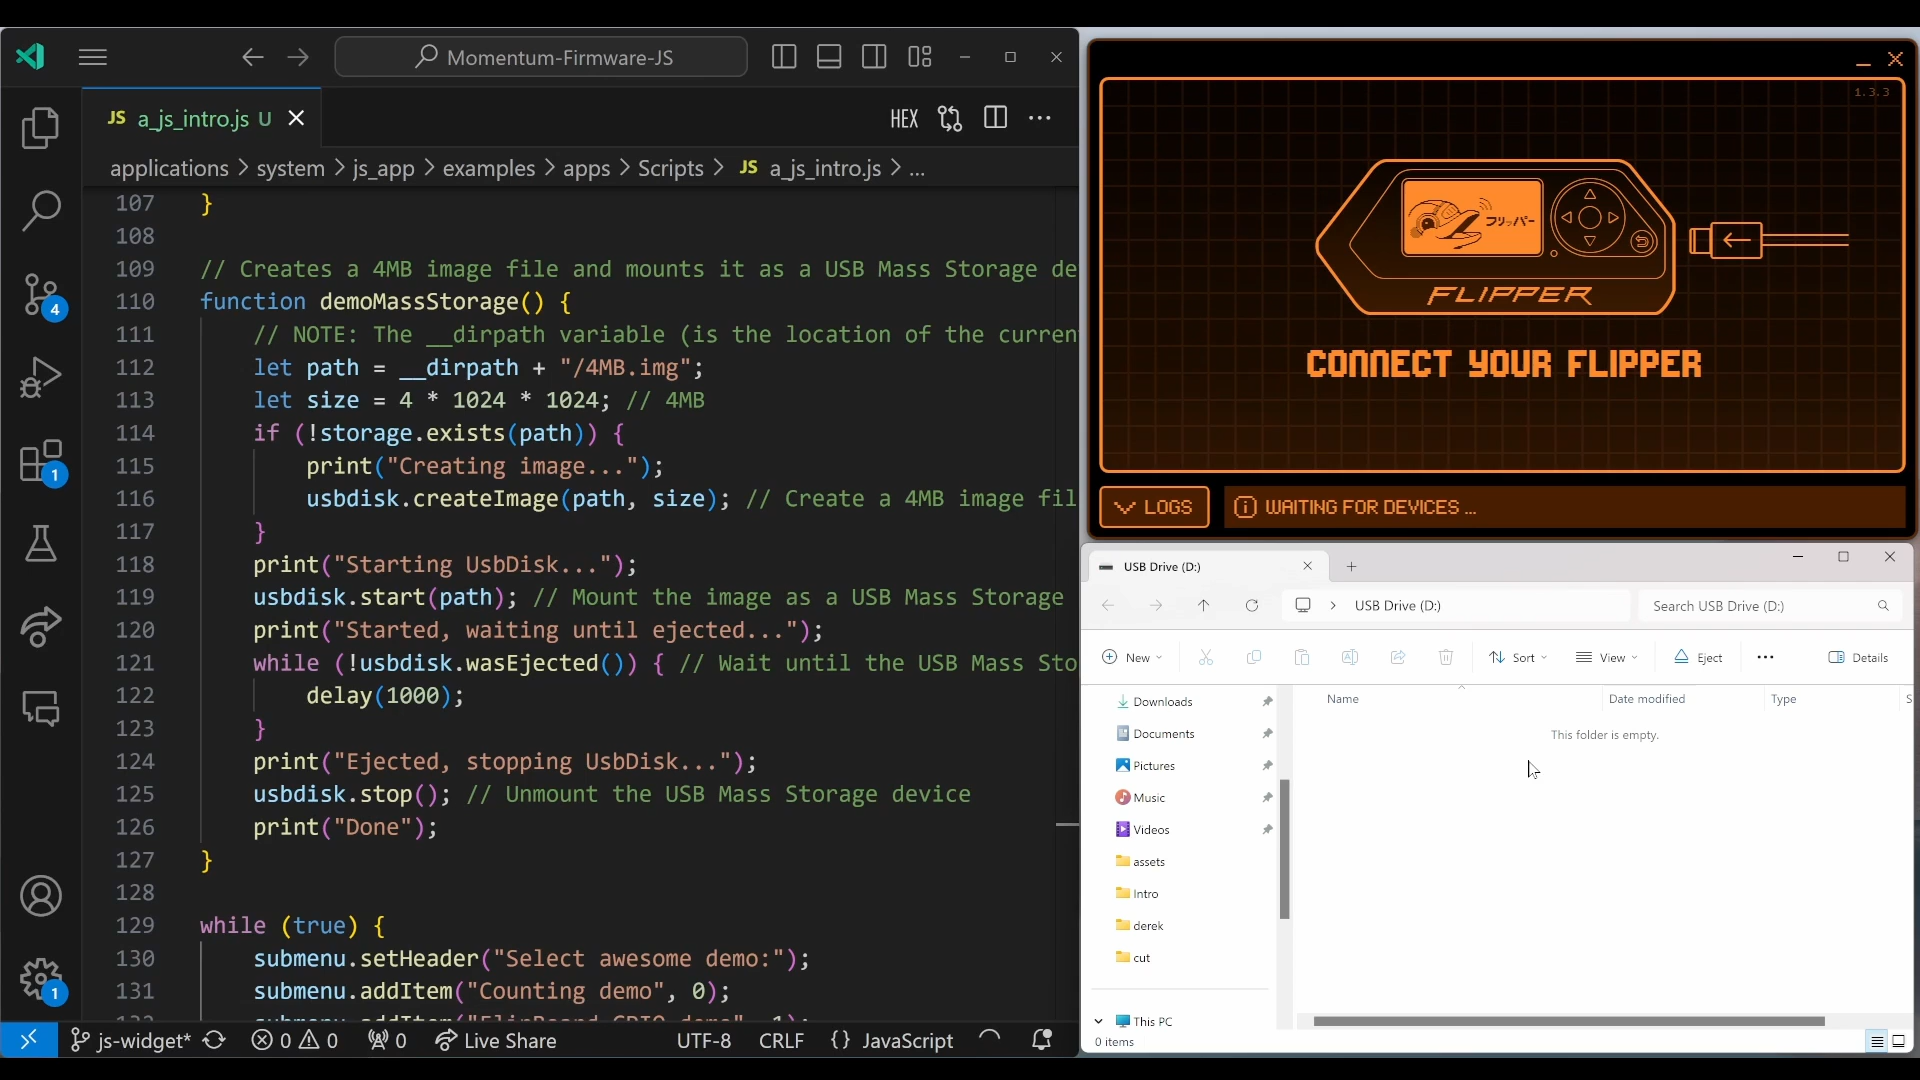 Momentum-Firmware-JS
JS a_js_intro.js U
HEX
applications > system > js_app > examples > apps > Scripts > JS a_js_intro.js > ...
107 }
108
109 // Creates a 4MB image file and mounts it as a USB Mass Storage de
110 function demoMassStorage() {
111 // NOTE: The __dirpath variable (is the location of the curren
112 let path = __dirpath + "/4MB.img";
113 let size = 4 * 1024 * 1024; // 4MB
114 if (!storage.exists(path)) {
115 print("Creating image...");
116 usbdisk.createImage(path, size); // Create a 4MB image fil
117 }
118 print("Starting UsbDisk...");
119 usbdisk.start(path); // Mount the image as a USB Mass Storage
120 print("Started, waiting until ejected...");
121 while (!usbdisk.wasEjected()) { // Wait until the USB Mass Sto
122 delay(1000);
123 }
124 print("Ejected, stopping UsbDisk...");
125 usbdisk.stop(); // Unmount the USB Mass Storage device
126 print("Done");
127 }
128
129 while (true) {
130 submenu.setHeader("Select awesome demo:");
131 submenu.addItem("Counting demo", 0);
4
1
1
js-widget* 0 0 0 Live Share UTF-8 CRLF {} JavaScript
1.3.3
フリッパー
FLIPPER
CONNECT YOUR FLIPPER
LOGS
WAITING FOR DEVICES ...
USB Drive (D:)
USB Drive (D:)
Search USB Drive (D:)
New
Sort
View
Eject
Details
Name
Date modified
Type
S
This folder is empty.
Downloads
Documents
Pictures
Music
Videos
assets
Intro
derek
cut
This PC
0 items